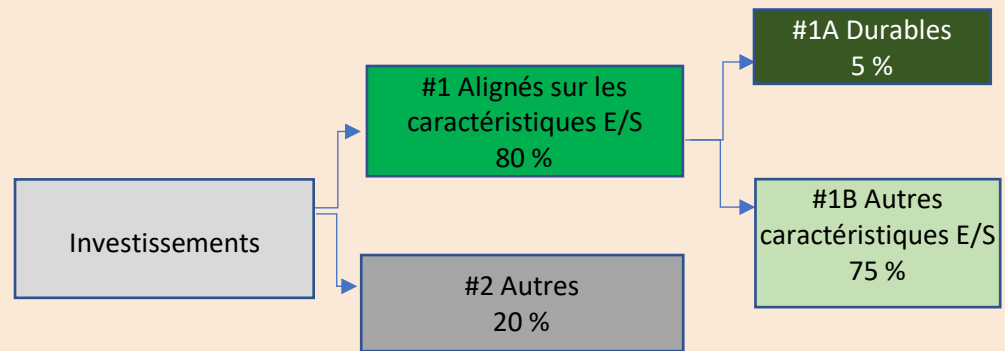 #1A Durables
5 %
#1 Alignés sur les
caractéristiques E/S
80 %
#1B Autres
caractéristiques E/S
75 %
Investissements
#2 Autres
20 %